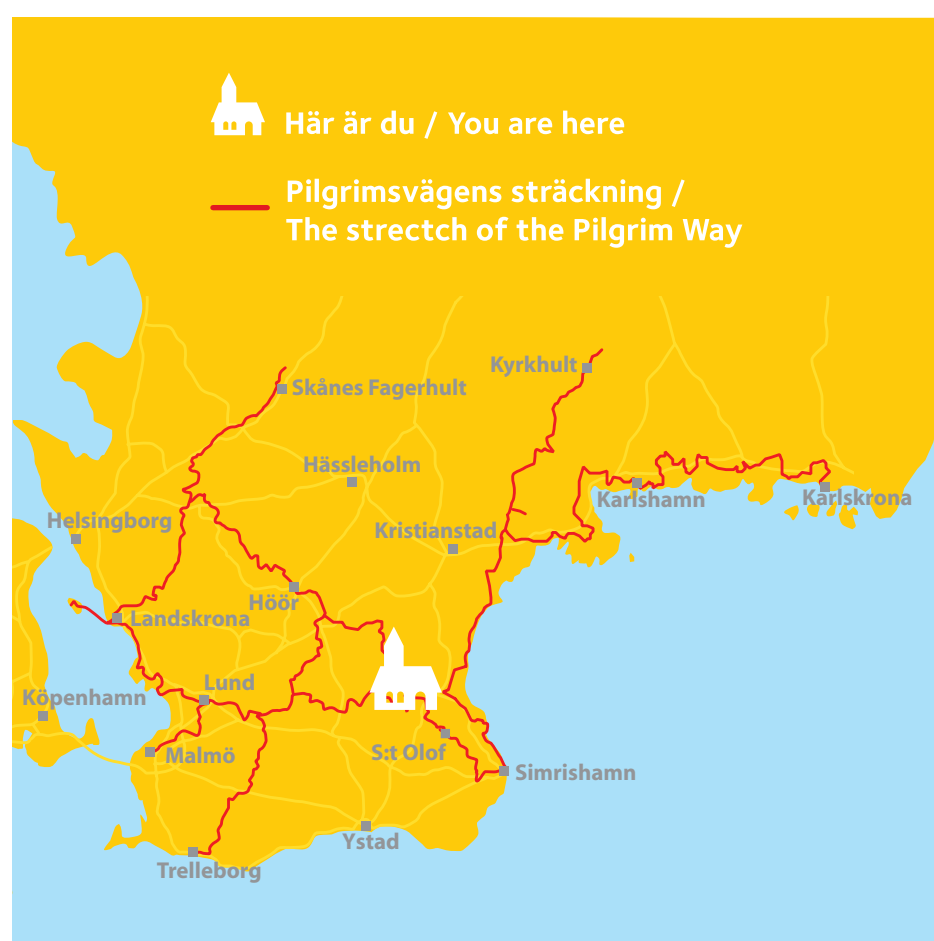 Här är du / You are here
Pilgrimsvägens sträckning /
The strectch of the Pilgrim Way
Kyrkhult
Skånes Fagerhult
Hässleholm
Karlshamn
Karlskrona
Helsingborg
Kristianstad
Höör
Landskrona
Lund
Köpenhamn
Malmö
S:t Olof
Simrishamn
Ystad
Trelleborg